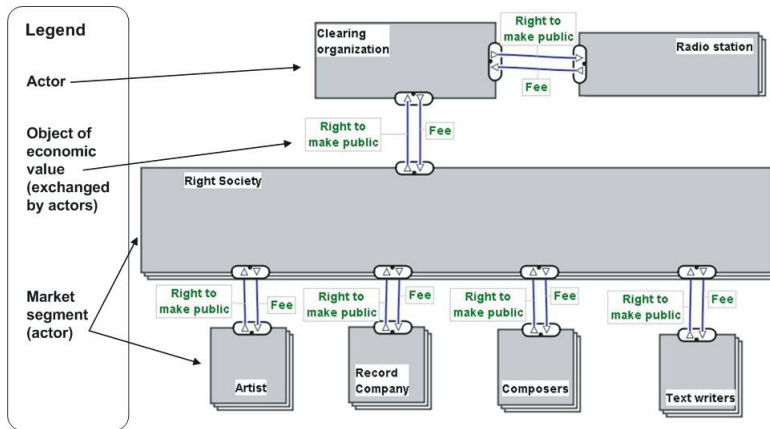 Legend
Actor
Object of
economic
value
(exchanged
by actors)
Market
segment
(actor)
Clearing
organization
Right to
make public
Fee
Radio station
Right to
make public
Fee
Right Society
Right to
make public
Fee
Right to
make public
Fee
Right to
make public
Fee
Right to
make public
Fee
Artist
Record
Company
Composers
Text writers